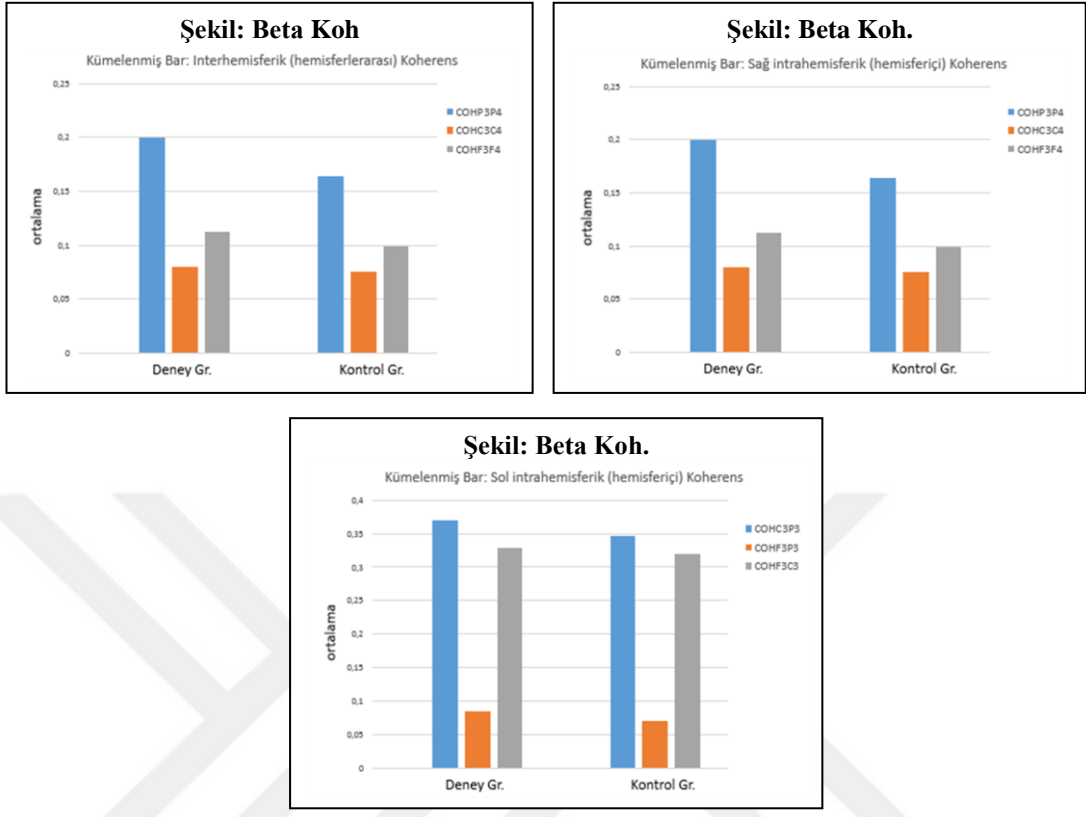 Şekil: Beta Koh
Kümelenmiş Bar: Interhemisferik (hemisferlerarası) Koherens
0,25
0,2
0,15
0,1
0,05
0
ortalama
COHP3P4
COHC3C4
COHF3F4
Deney Gr.
Kontrol Gr.
Şekil: Beta Koh.
Kümelenmiş Bar: Sağ intrahemisferik (hemisferiçi) Koherens
0,25
0,2
0,15
0,1
0,05
0
ortalama
COHP3P4
COHC3C4
COHF3F4
Deney Gr.
Kontrol Gr.
Şekil: Beta Koh.
Kümelenmiş Bar: Sol intrahemisferik (hemisferiçi) Koherens
0,4
0,35
0,3
0,25
0,2
0,15
0,1
0,05
0
ortalama
COHC3P3
COHF3P3
COHF3C3
Deney Gr.
Kontrol Gr.